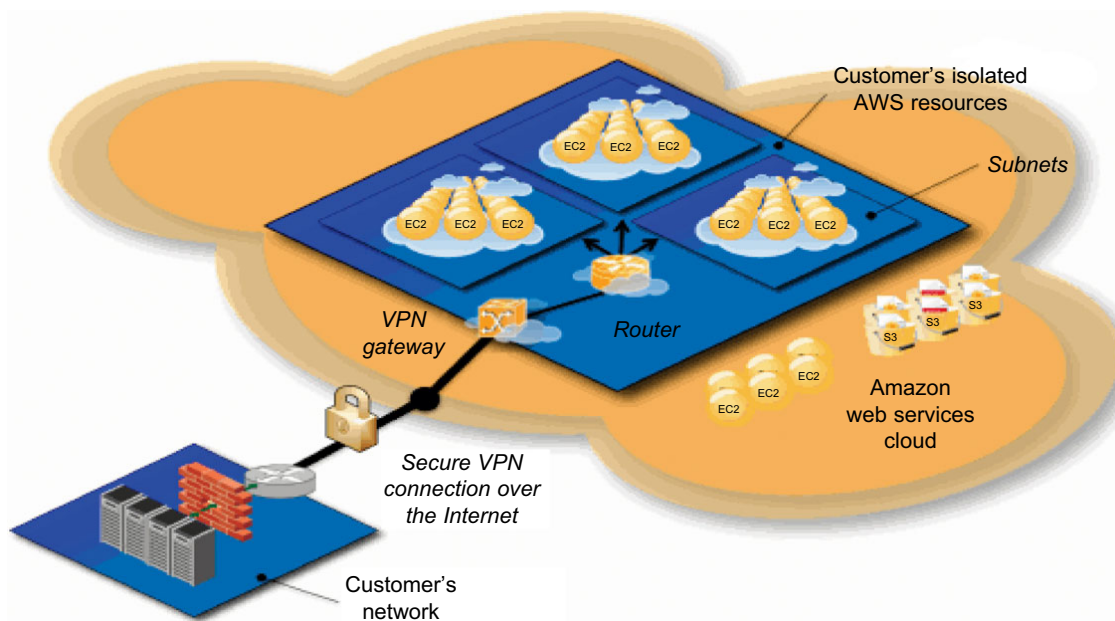 Customer’s isolated
AWS resources
Subnets
EC2 EC2 EC2
EC2 EC2 EC2
EC2 EC2 EC2
VPN
gateway
Router
S3 S3 S3
EC2 EC2 EC2
Amazon
web services
cloud
Secure VPN
connection over
the Internet
Customer’s
network